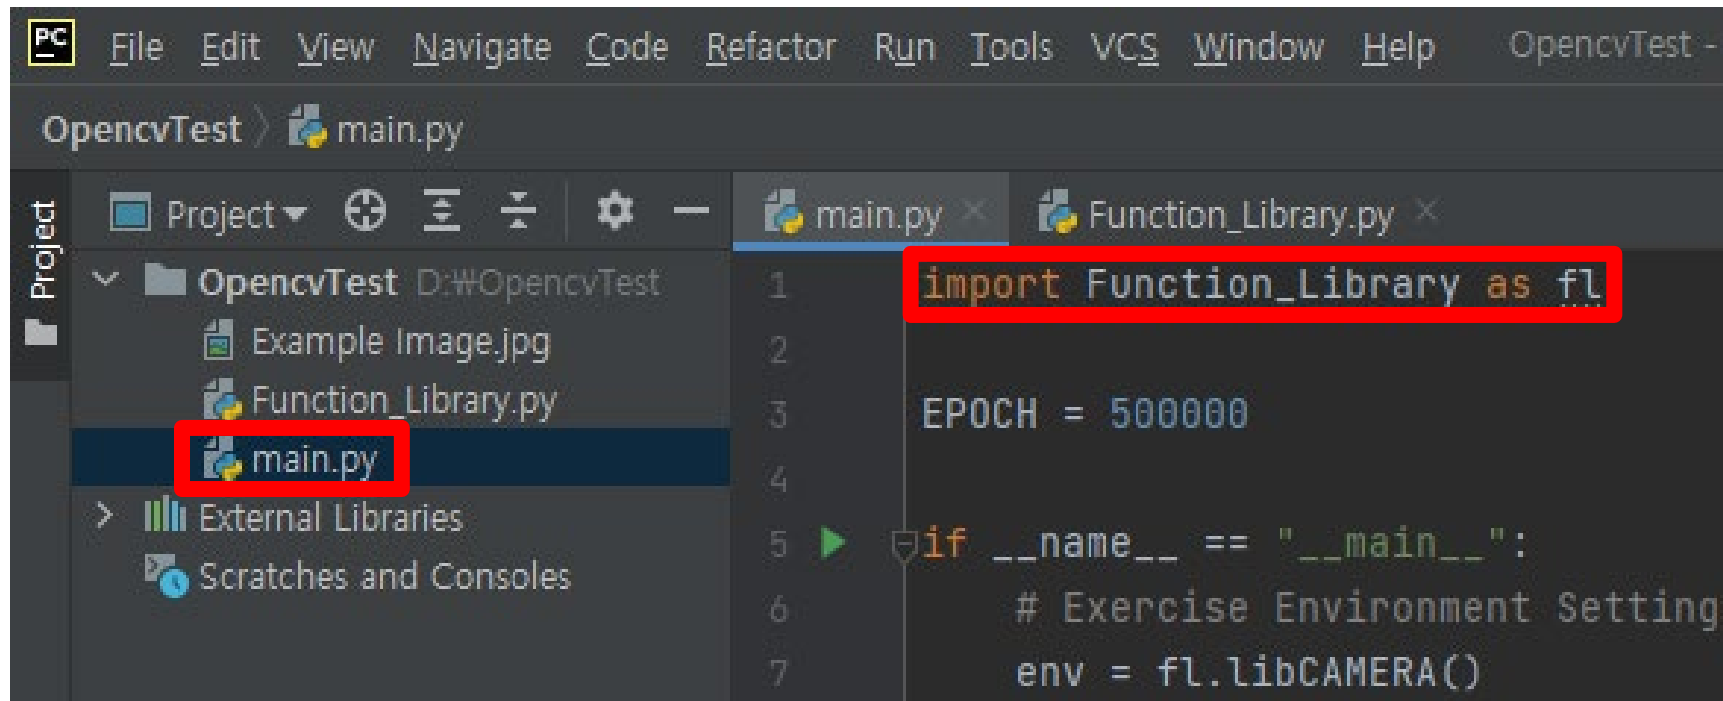 PC File Edit View Navigate Code Refactor Run Tools VCS Window Help OpencvTest -
OpencvTest main.py
Project
Project
main.py Function_Library.py
OpencvTest D:₩OpencvTest
Example Image.jpg
Function_Library.py
main.py
External Libraries
Scratches and Consoles
1 import Function_Library as fl
2
3 EPOCH = 500000
4
5 if __name__ == "__main__":
6 # Exercise Environment Setting
7 env = fl.libCAMERA()